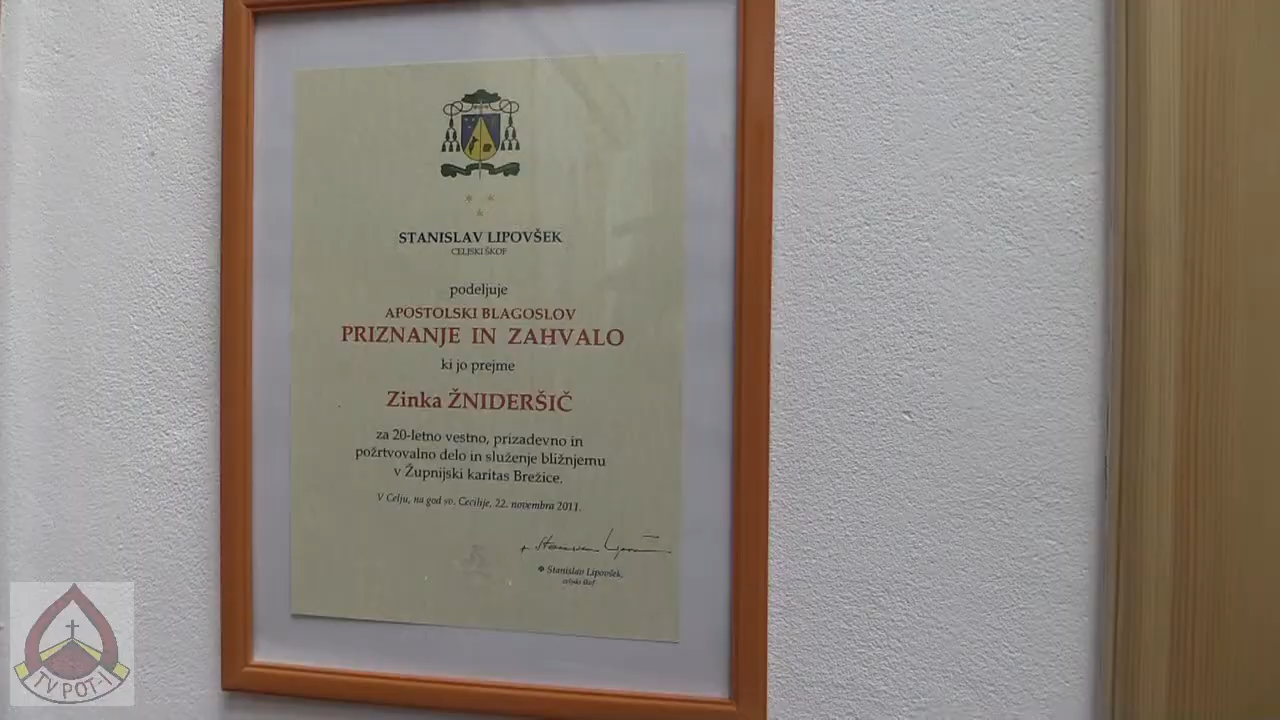 STANISLAV LIPOVŠEK
CELJSKI ŠKOF
podeljuje
APOSTOLSKI BLAGOSLOV
PRIZNANJE IN ZAHVALO
ki jo prejme
Zinka ŽNIDERŠIČ
za 20-letno vestno, prizadevno in
požrtvovalno delo in služenje bližnjemu
v Župnijski karitas Brežice.
V Celju, na god sv. Cecilije, 22. novembra 2011.
Stanislav Lipovšek,
celjski škof
TV POT-1